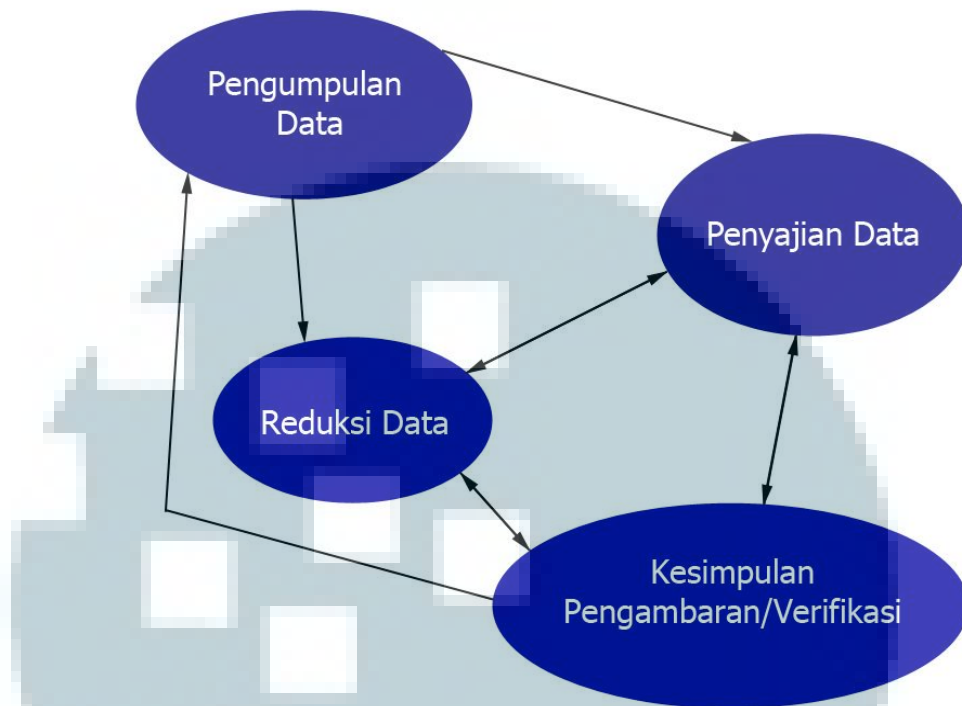 Pengumpulan
Data
Penyajian Data
Reduksi Data
Kesimpulan
Pengambaran/Verifikasi